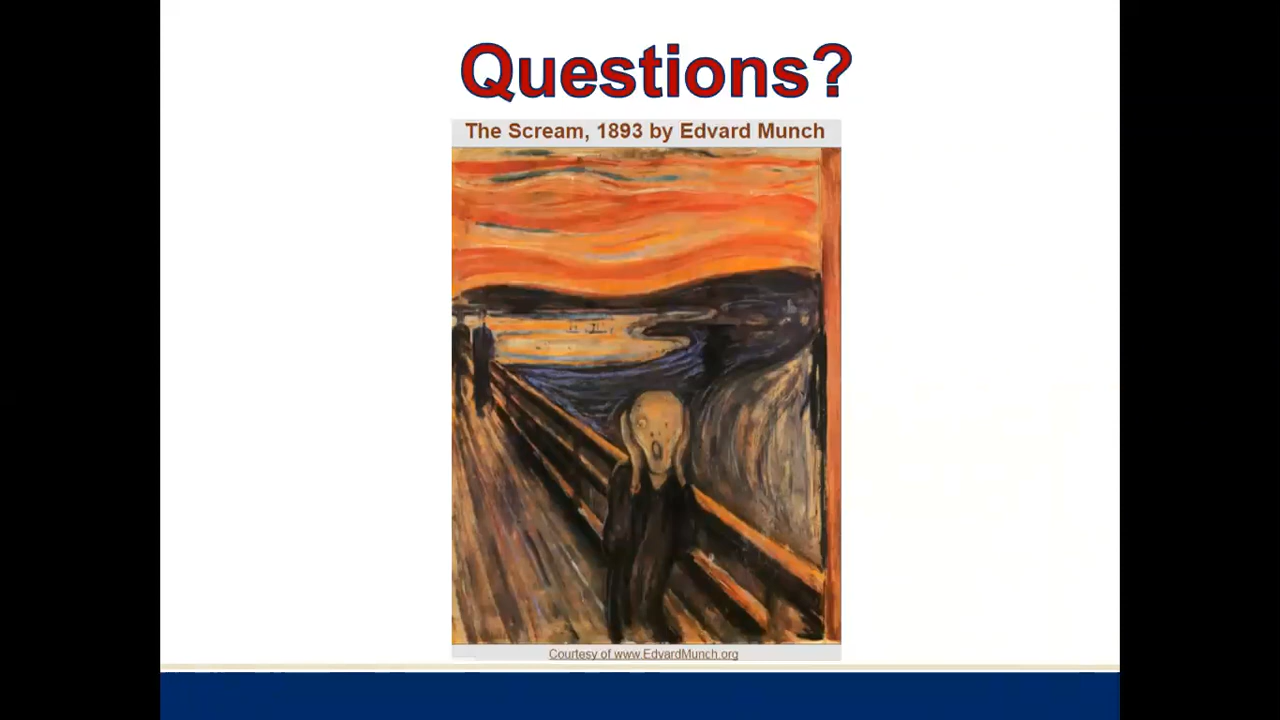 Questions?
The Scream, 1893 by Edvard Munch
Courtesy of www.EdvardMunch.org